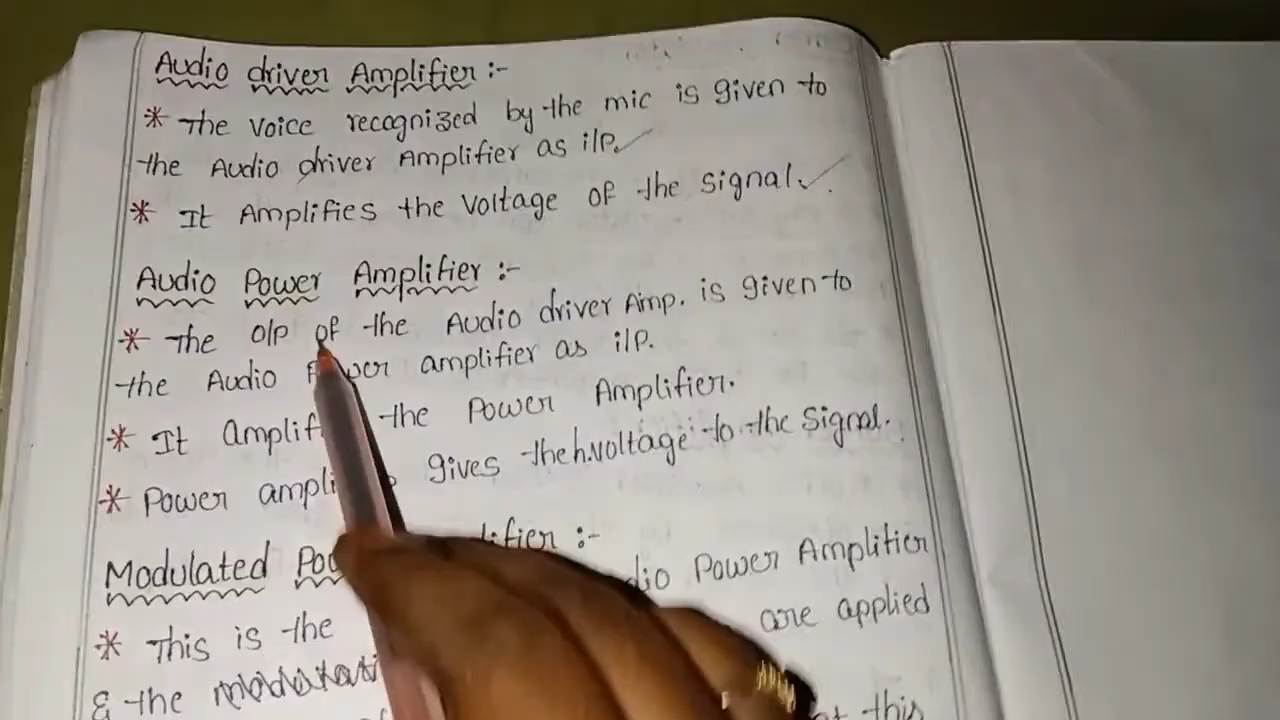 Audio driver Amplifier :-
* The voice recognized by the mic is given to
the Audio driver Amplifier as i/p.
* It Amplifies the voltage of the signal.
Audio Power Amplifier :-
* The o/p of the Audio driver Amp. is given to
the Audio Power amplifier as i/p.
* It amplif the Power Amplifier.
* Power ampli gives the h.voltage to the signal.
Modulated :-
* This is the Power Amplifier are applied
& the this